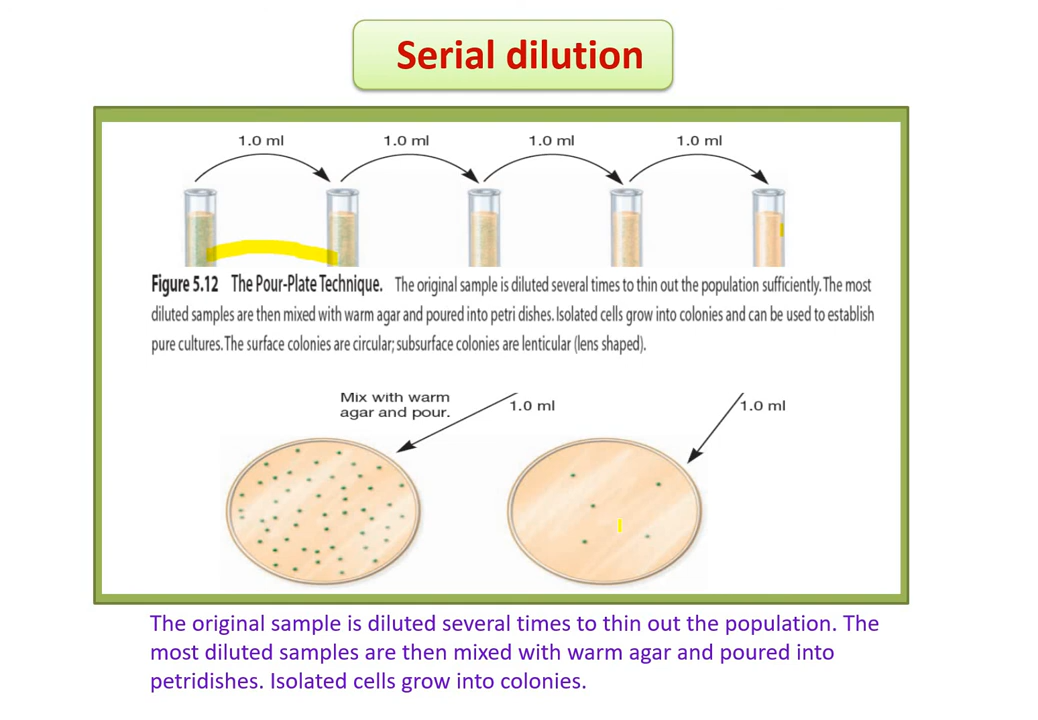 Serial dilution
1.0 ml 1.0 ml 1.0 ml 1.0 ml
Figure 5.12 The Pour-Plate Technique. The original sample is diluted several times to thin out the population sufficiently. The most
diluted samples are then mixed with warm agar and poured into petri dishes. Isolated cells grow into colonies and can be used to establish
pure cultures. The surface colonies are circular; subsurface colonies are lenticular (lens shaped).
Mix with warm
agar and pour.
1.0 ml 1.0 ml
The original sample is diluted several times to thin out the population. The
most diluted samples are then mixed with warm agar and poured into
petridishes. Isolated cells grow into colonies.